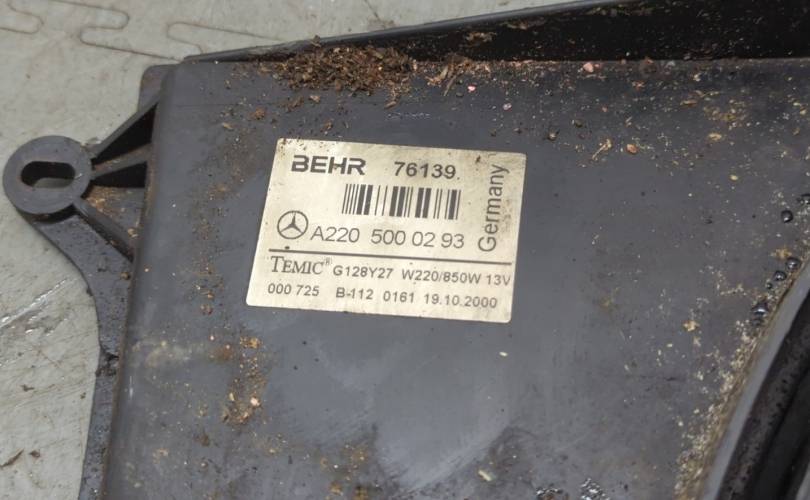 BEHR 76139
A220 500 02 93
Germany
TEMIC® G128Y27 W220/850W 13V
000 725 B-112 0161 19.10.2000